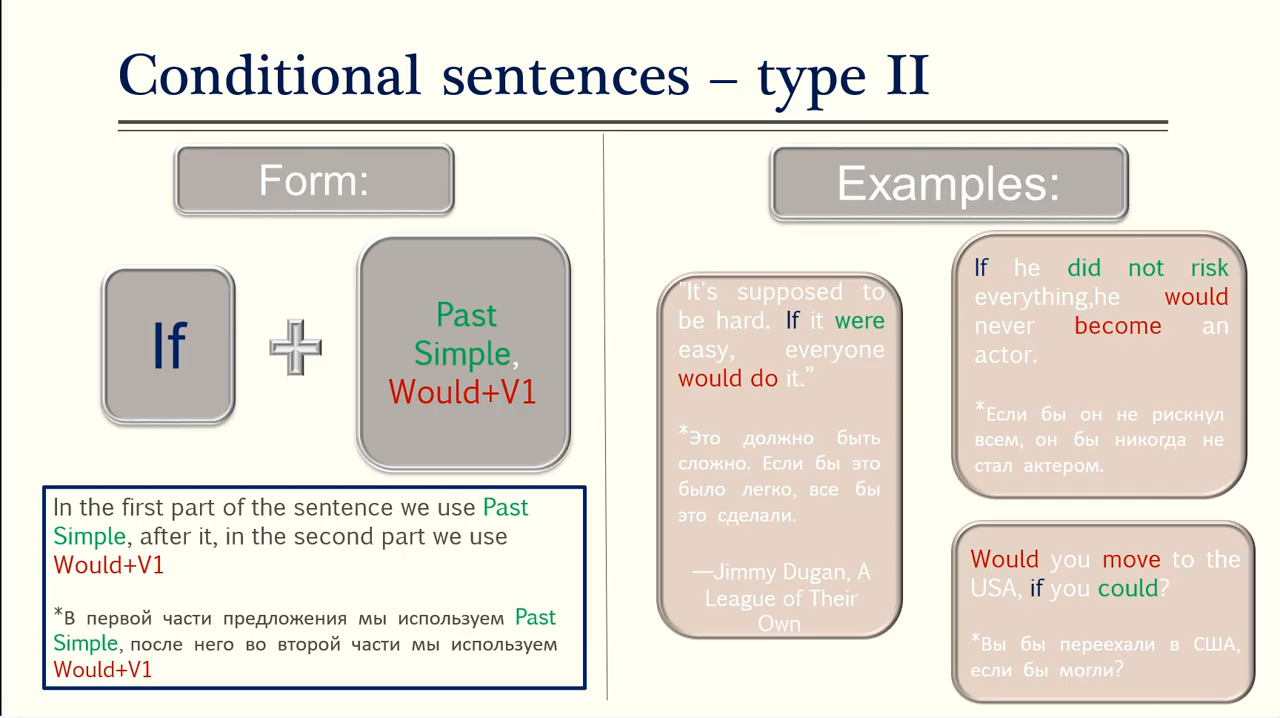 Conditional sentences – type II
Form:
If
Past
Simple,
Would+V1
In the first part of the sentence we use Past
Simple, after it, in the second part we use
Would+V1
*В первой части предложения мы используем Past
Simple, после него во второй части мы используем
Would+V1
Examples:
"It's supposed to
be hard. If it were
easy, everyone
would do it.”
*Это должно быть
сложно. Если бы это
было легко, все бы
это сделали.
—Jimmy Dugan, A
League of Their
Own
If he did not risk
everything,he would
never become an
actor.
*Если бы он не рискнул
всем, он бы никогда не
стал актером.
Would you move to the
USA, if you could?
*Вы бы переехали в США,
если бы могли?